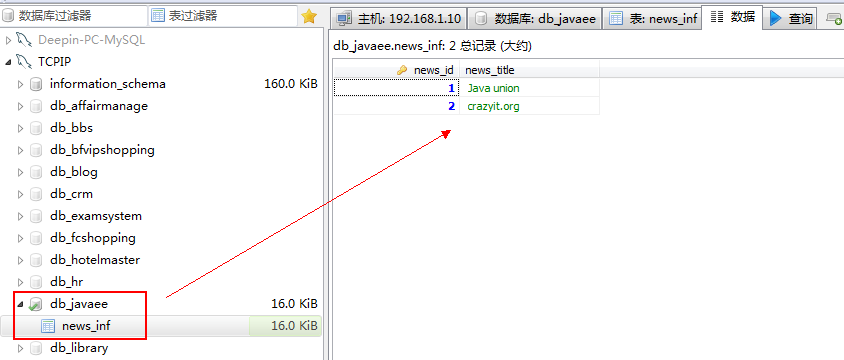 数据库过滤器 表过滤器
Deepin-PC-MySQL
TCPIP
information_schema 160.0 KiB
db_affairmanage
db_bbs
db_bfvipshopping
db_blog
db_crm
db_examsystem
db_fcshopping
db_hotelmaster
db_hr
db_javaee 16.0 KiB
news_inf 16.0 KiB
db_library
主机: 192.168.1.10 数据库: db_javaee 表: news_inf 数据 查询
db_javaee.news_inf: 2 总记录 (大约)
news_id news_title
1 Java union
2 crazyit.org